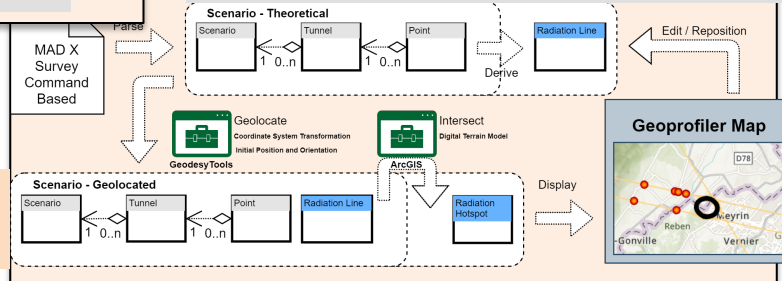 Parse
MAD X
Survey
Command
Based
Scenario - Theoretical
Scenario
Tunnel
Point
1 0..n
1 0..n
Derive
Radiation Line
Edit / Reposition
Geolocate
Coordinate System Transformation
Initial Position and Orientation
GeodesyTools
Intersect
Digital Terrain Model
ArcGIS
Scenario - Geolocated
Scenario
Tunnel
Point
Radiation Line
1 0..n
1 0..n
Radiation
Hotspot
Display
Geoprofiler Map
D78
Meyrin
Reben
-Gonville
Vernier
G